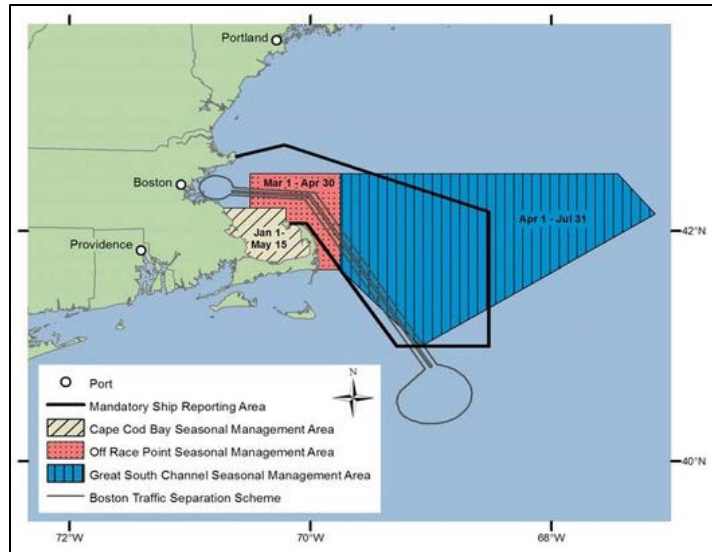 Portland
Boston
Mar 1 - Apr 30
Apr 1 - Jul 31
Jan 1-
May 15
Providence
42°N
N
Port
Mandatory Ship Reporting Area
Cape Cod Bay Seasonal Management Area
Off Race Point Seasonal Management Area
Great South Channel Seasonal Management Area
Boston Traffic Separation Scheme
40°N
72°W
70°W
68°W